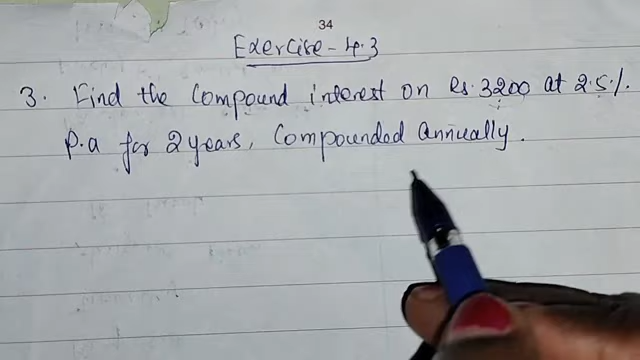 34
Exercise - 4.3
3. Find the Compound interest on Rs. 3200 at 2.5%.
P.a for 2 years, Compounded annually.